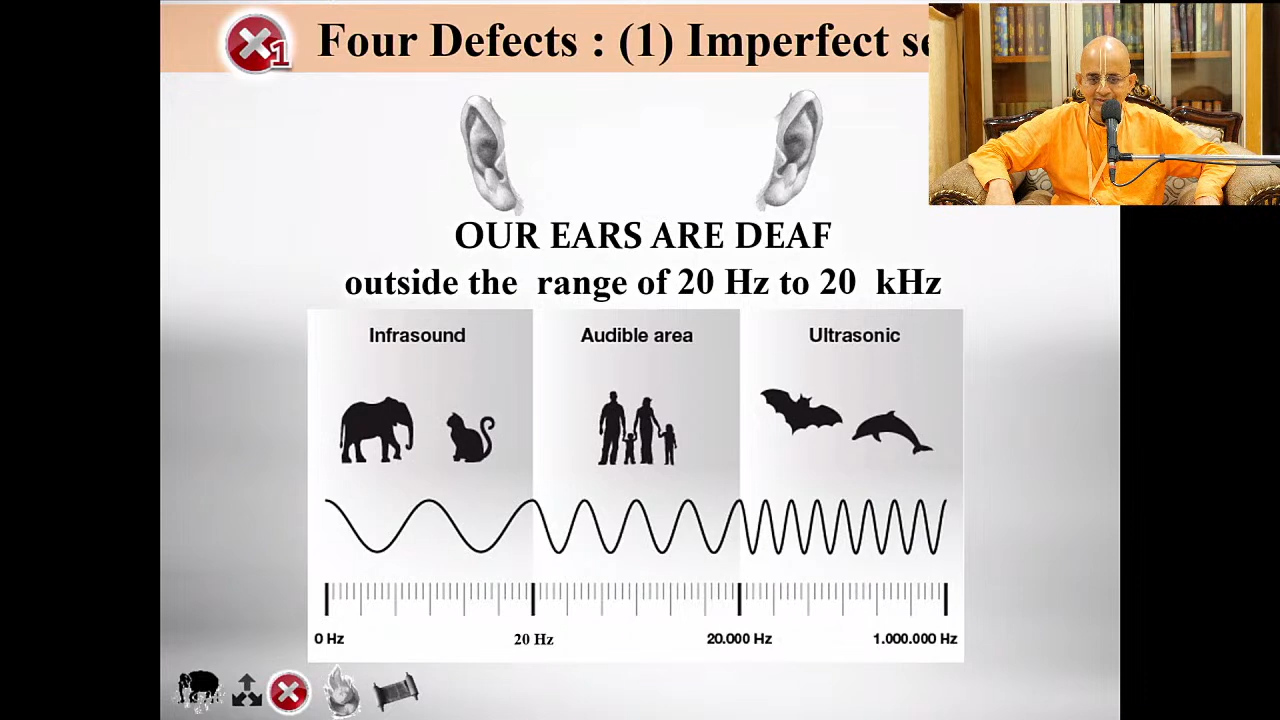 Four Defects : (1) Imperfect se
1
OUR EARS ARE DEAF
outside the range of 20 Hz to 20 kHz
Infrasound Audible area Ultrasonic
0 Hz 20 Hz 20.000 Hz 1.000.000 Hz